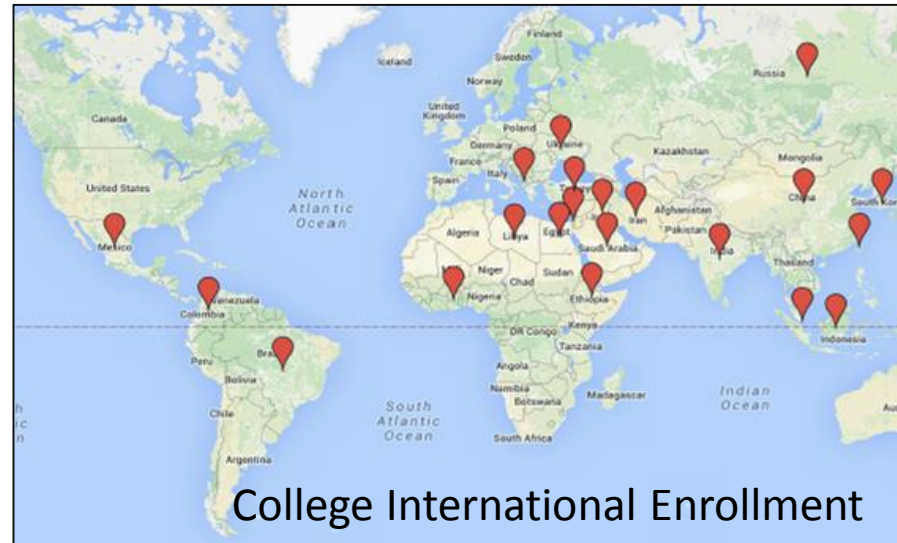 Iceland
Finland
Sweden
Norway
Russia
Canada
United
Kingdom
Poland
Germany
Ukraine
France
Kazakhstan
Mongolia
Italy
Spain
United States
North
Atlantic
Ocean
China
South Kor
Iran
Afghanistan
Pakistan
Algeria
Libya
Egypt
Saudi Arabia
India
Mexico
Niger
Chad
Sudan
Thailand
Nigeria
Ethiopia
Venezuela
Colombia
DR Congo
Kenya
Indonesia
Tanzania
Peru
Bolivia
Angola
Namibia
Botswana
Madagascar
Indian
Ocean
Chile
South
Atlantic
Ocean
South Africa
Argentina
College International Enrollment